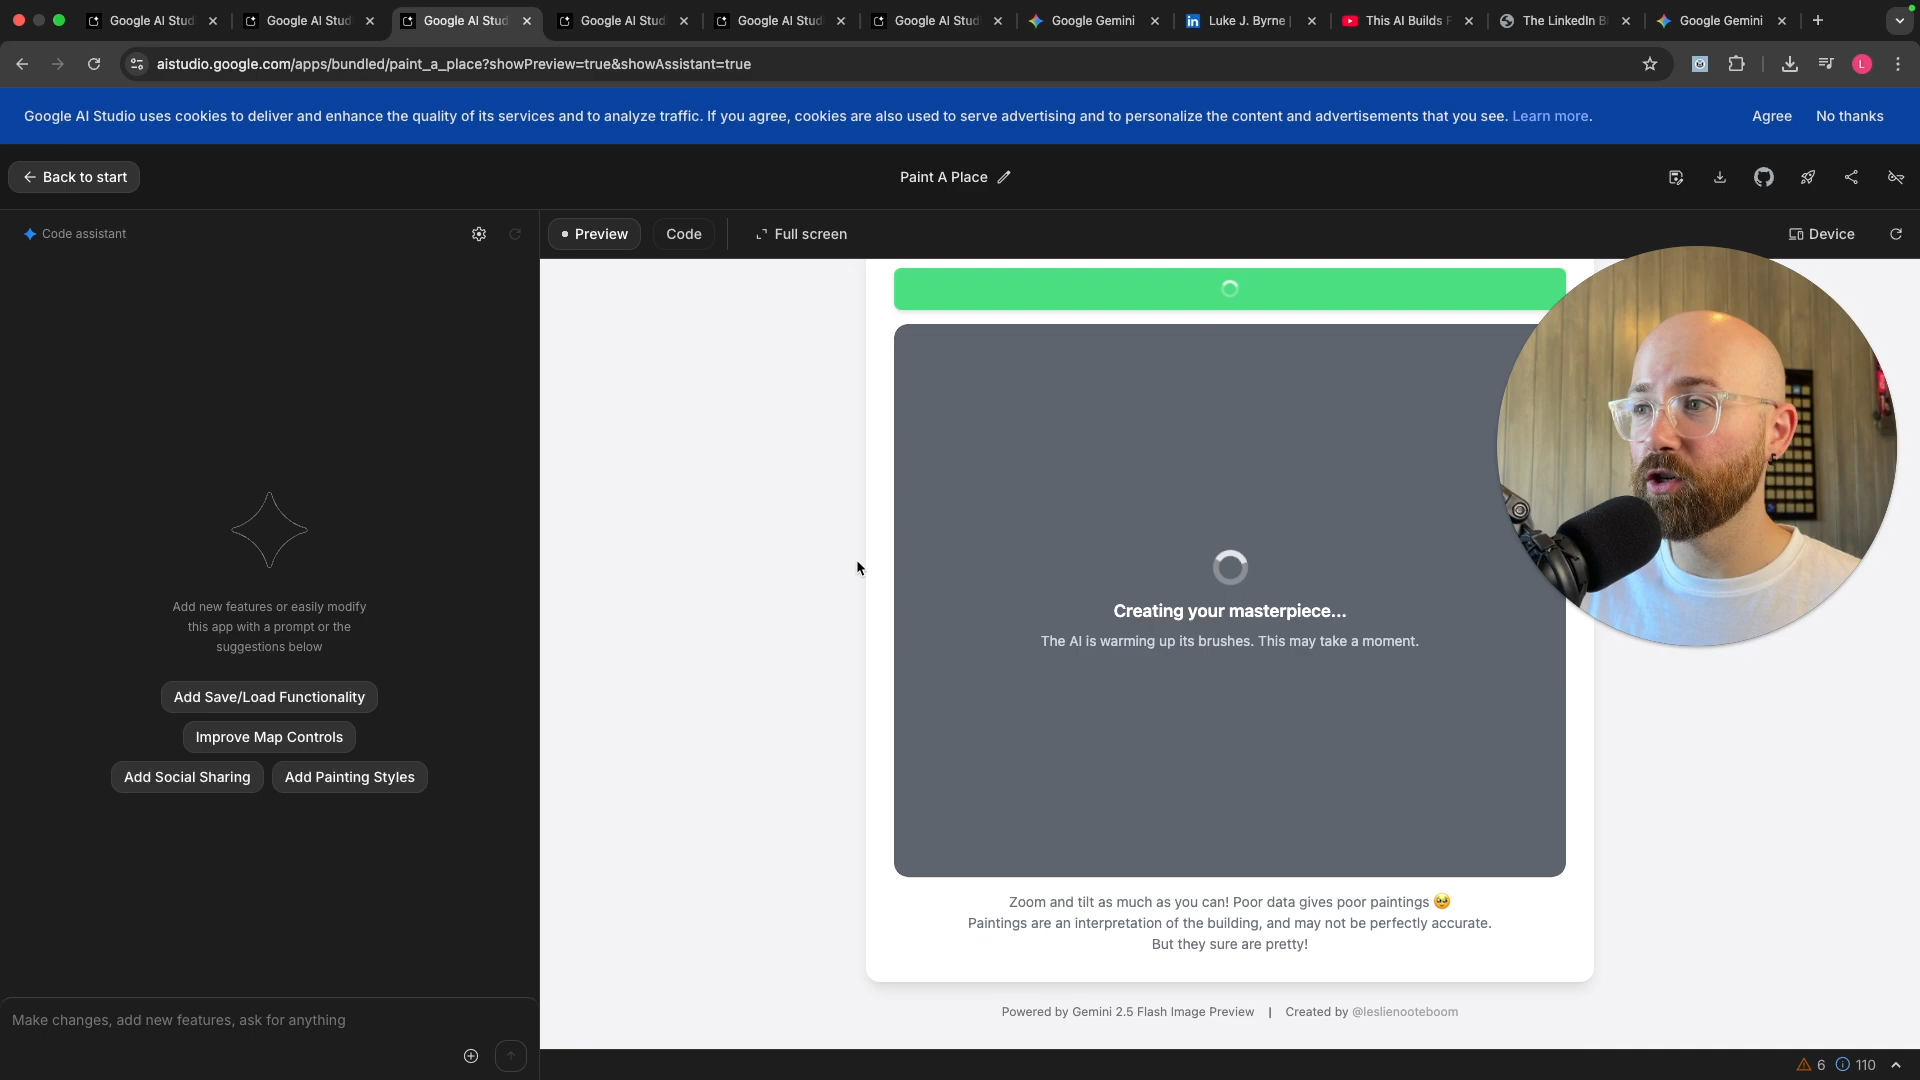 Google AI Stud
Google AI Stud
Google AI Stud
Google AI Stud
Google AI Stud
Google AI Stud
Google Gemini
Luke J. Byrne |
This AI Builds F
The LinkedIn B
Google Gemini
aistudio.google.com/apps/bundled/paint_a_place?showPreview=true&showAssistant=true
L
Google AI Studio uses cookies to deliver and enhance the quality of its services and to analyze traffic. If you agree, cookies are also used to serve advertising and to personalize the content and advertisements that you see. Learn more.
Agree
No thanks
Back to start
Paint A Place
Code assistant
Preview
Code
Full screen
Device
Creating your masterpiece...
The AI is warming up its brushes. This may take a moment.
Add new features or easily modify
this app with a prompt or the
suggestions below
Add Save/Load Functionality
Improve Map Controls
Add Social Sharing
Add Painting Styles
Zoom and tilt as much as you can! Poor data gives poor paintings 🥹
Paintings are an interpretation of the building, and may not be perfectly accurate.
But they sure are pretty!
Powered by Gemini 2.5 Flash Image Preview | Created by @leslienooteboom
Make changes, add new features, ask for anything
6
110